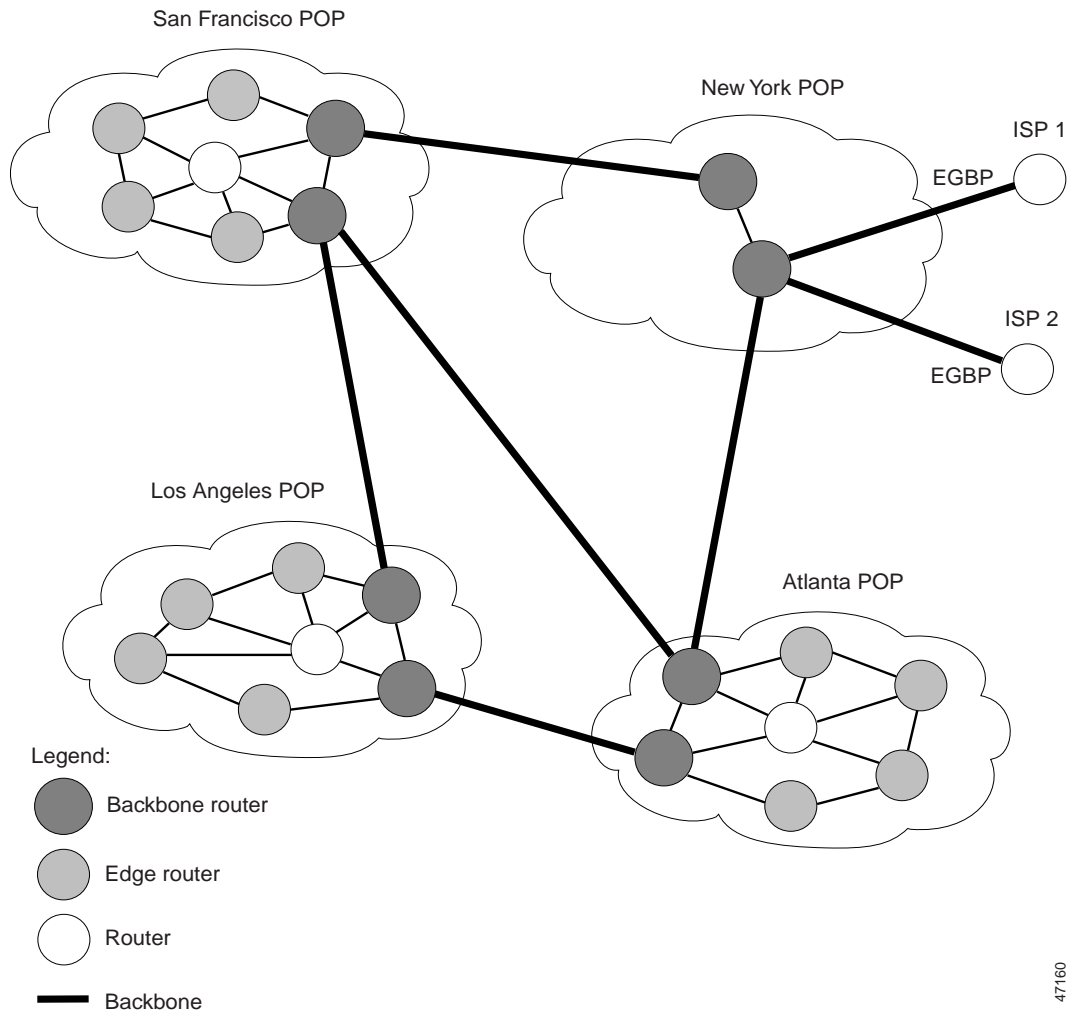 San Francisco POP
New York POP
ISP 1
EGBP
ISP 2
EGBP
Los Angeles POP
Atlanta POP
Legend:
Backbone router
Edge router
Router
Backbone
47160